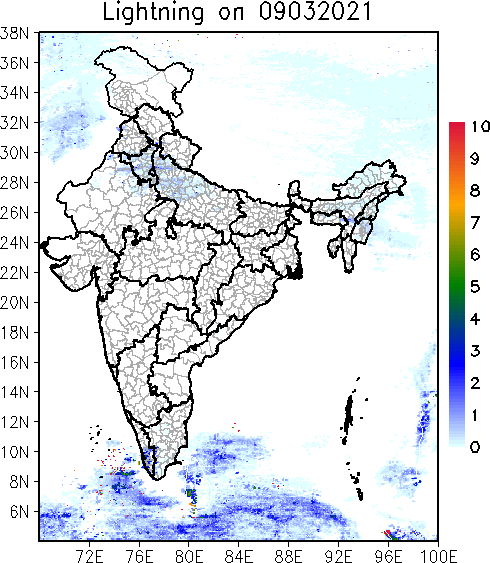 Lightning on 09032021
38N
36N
34N
32N
30N
28N
26N
24N
22N
20N
18N
16N
14N
12N
10N
8N
6N
72E 76E 80E 84E 88E 92E 96E 100E
10
9
8
7
6
5
4
3
2
1
0